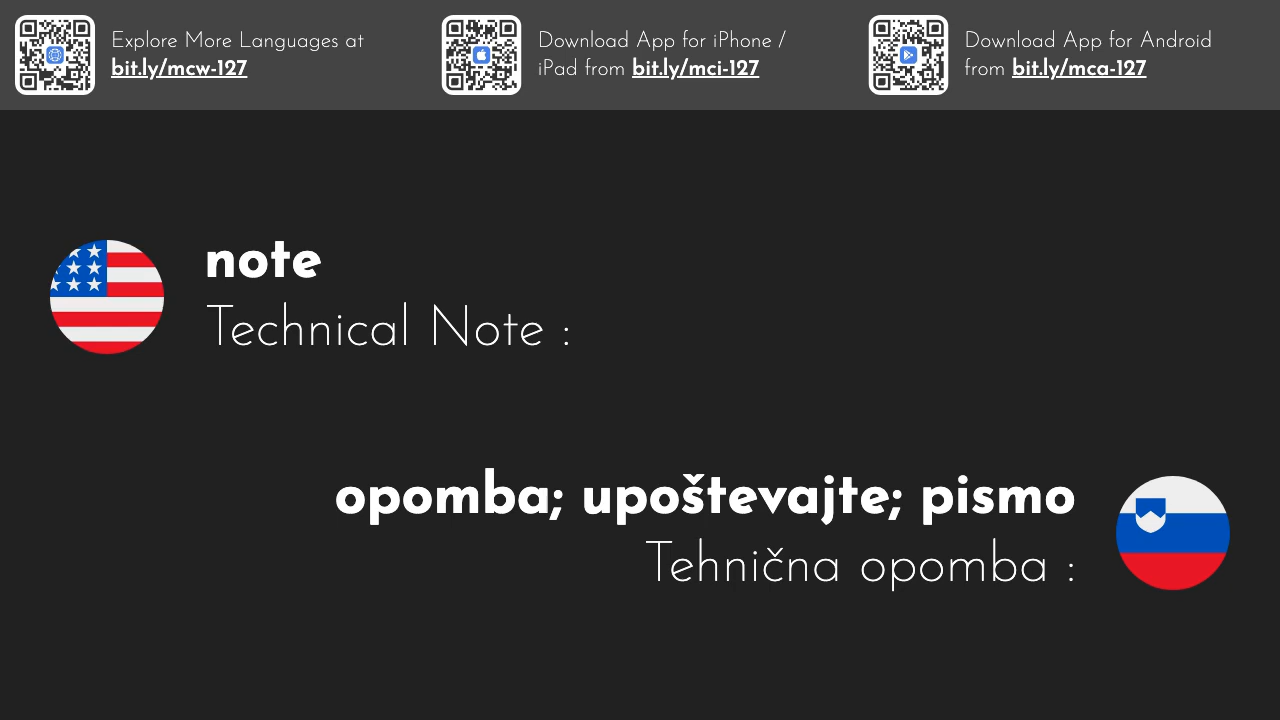 Explore More Languages at
bit.ly/mcw-127
Download App for iPhone /
iPad from bit.ly/mci-127
Download App for Android
from bit.ly/mca-127
note
Technical Note :
opomba; upoštevajte; pismo
Tehnična opomba :